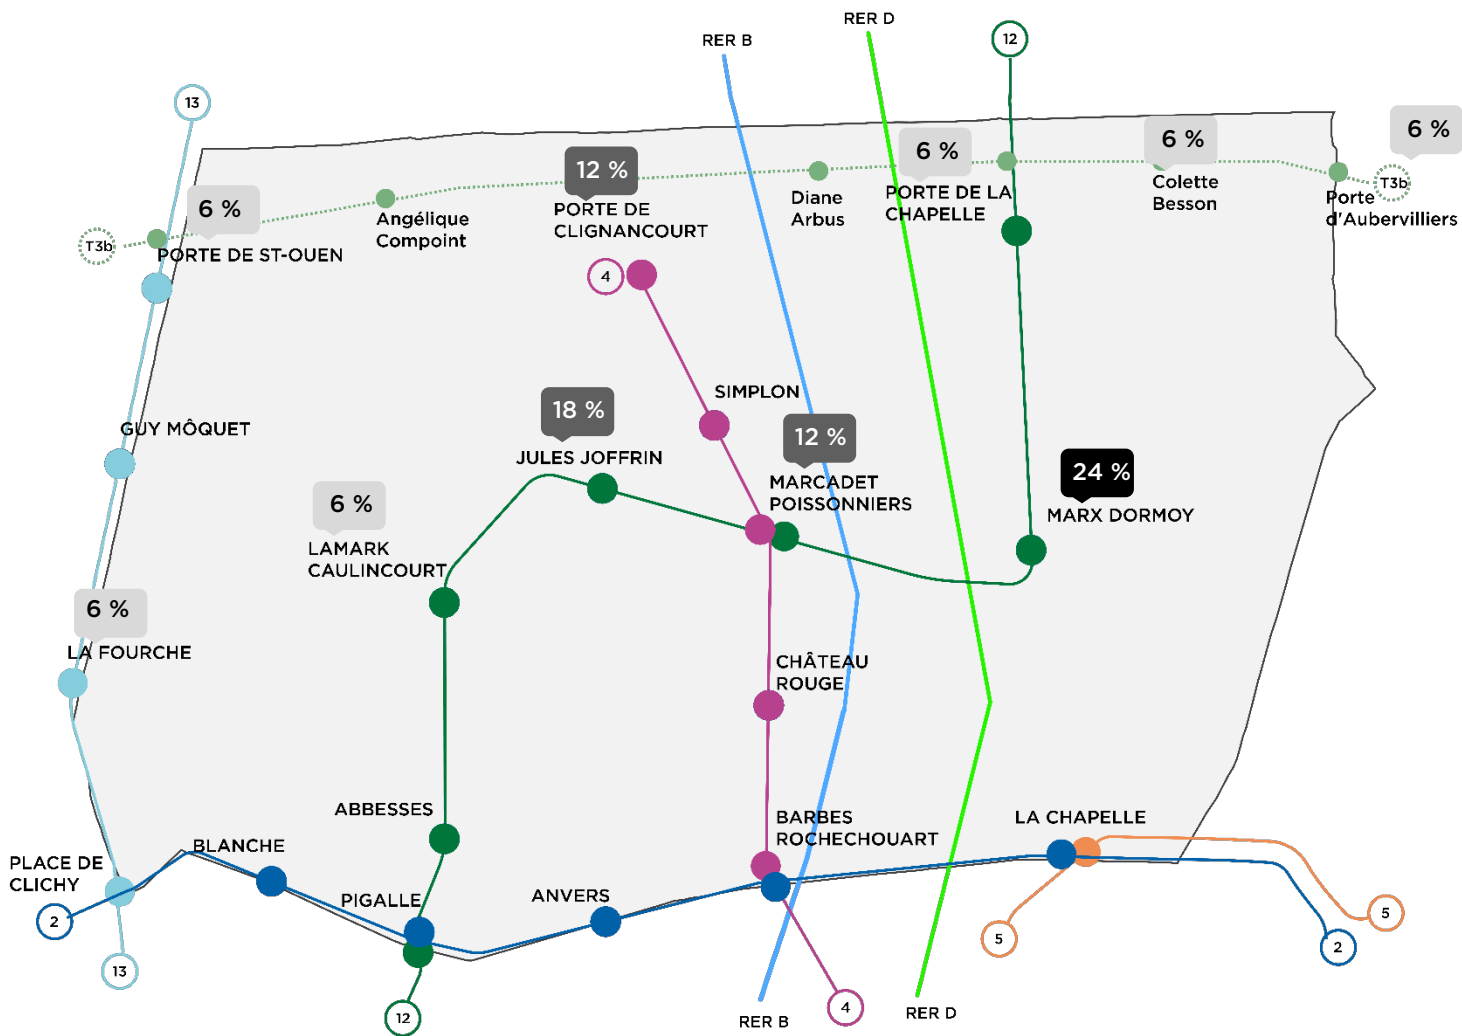 RER D
12
RER B
13
6 %
6 %
12 %
6 %
Colette
Besson
PORTE DE LA
CHAPELLE
Diane
Arbus
Porte
d'Aubervilliers
T3b
6 %
Angélique
Compoint
PORTE DE
CLIGNANCOURT
T3b
PORTE DE ST-OUEN
4
SIMPLON
18 %
12 %
GUY MÔQUET
JULES JOFFRIN
MARCADET
POISSONNIERS
24 %
MARX DORMOY
6 %
LAMARK
CAULINCOURT
6 %
LA FOURCHE
CHÂTEAU
ROUGE
ABBESSES
BARBES
ROCHECHOUART
LA CHAPELLE
BLANCHE
PLACE DE
CLICHY
PIGALLE
ANVERS
2
5
5
2
13
12
RER B
4
RER D